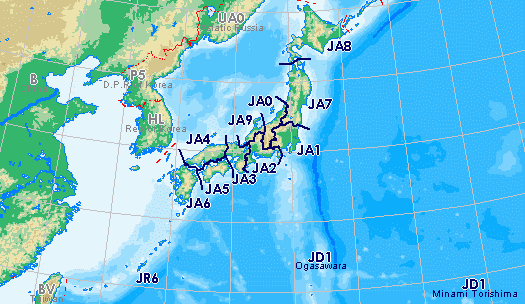 UA0
Asiatic Russia
JA8
B
P5
D.P.R. Korea
JA0
JA7
HL
Rep. of Korea
JA9
JA4
JA1
JA2
JA3
JA5
JA6
JD1
Ogasawara
JR6
JD1
Minami Torishima
BV
Taiwan